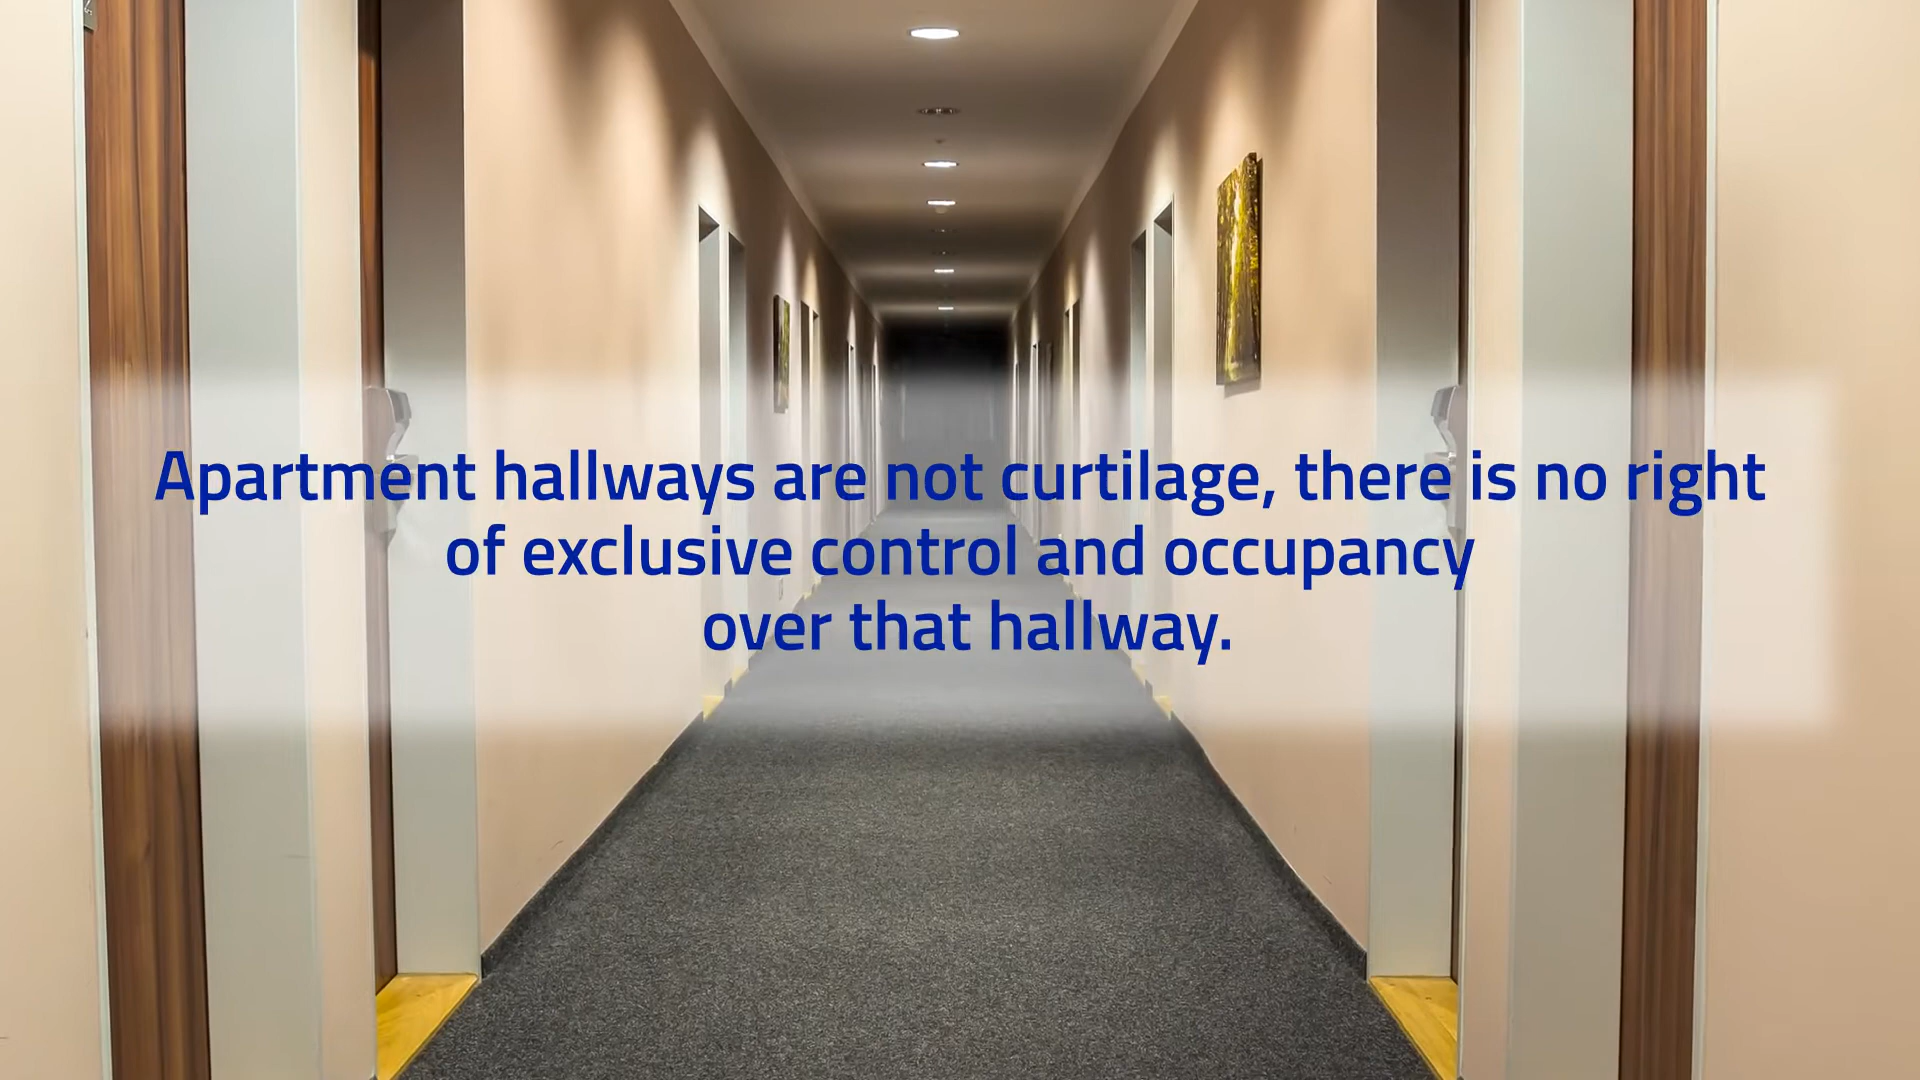 Apartment hallways are not curtilage, there is no right
of exclusive control and occupancy
over that hallway.